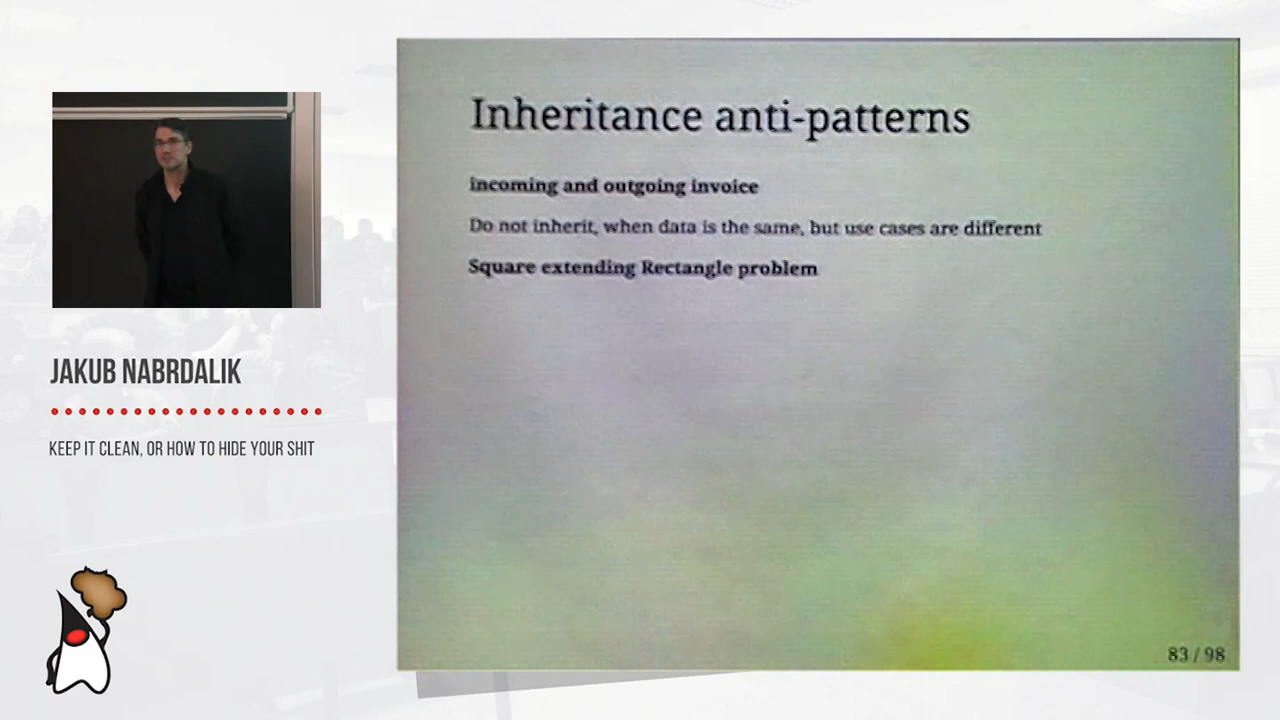 Inheritance anti-patterns
Incoming and outgoing invoice
Do not inherit, when data is the same, but use cases are different
Square extending Rectangle problem
83 / 98
JAKUB NABRDALIK
KEEP IT CLEAN, OR HOW TO HIDE YOUR SHIT